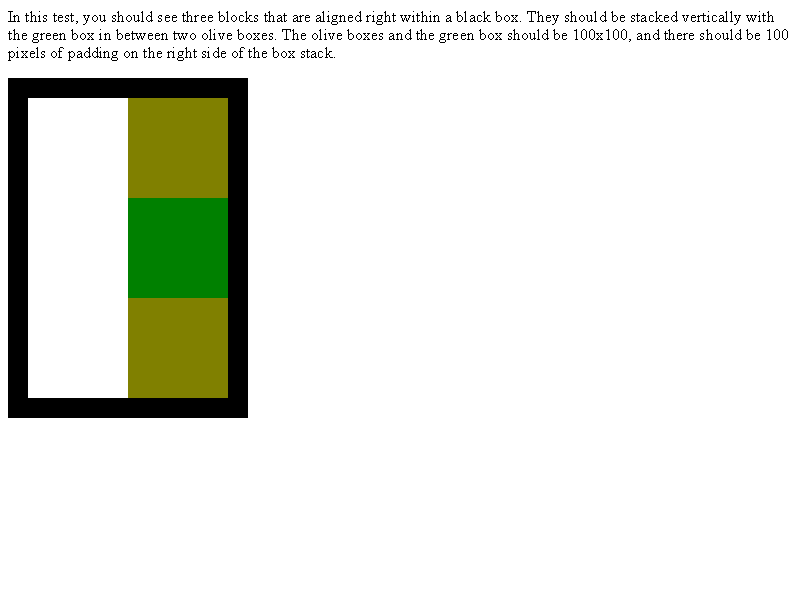 In this test, you should see three blocks that are aligned right within a black box. They should be stacked vertically with
the green box in between two olive boxes. The olive boxes and the green box should be 100x100, and there should be 100
pixels of padding on the right side of the box stack.